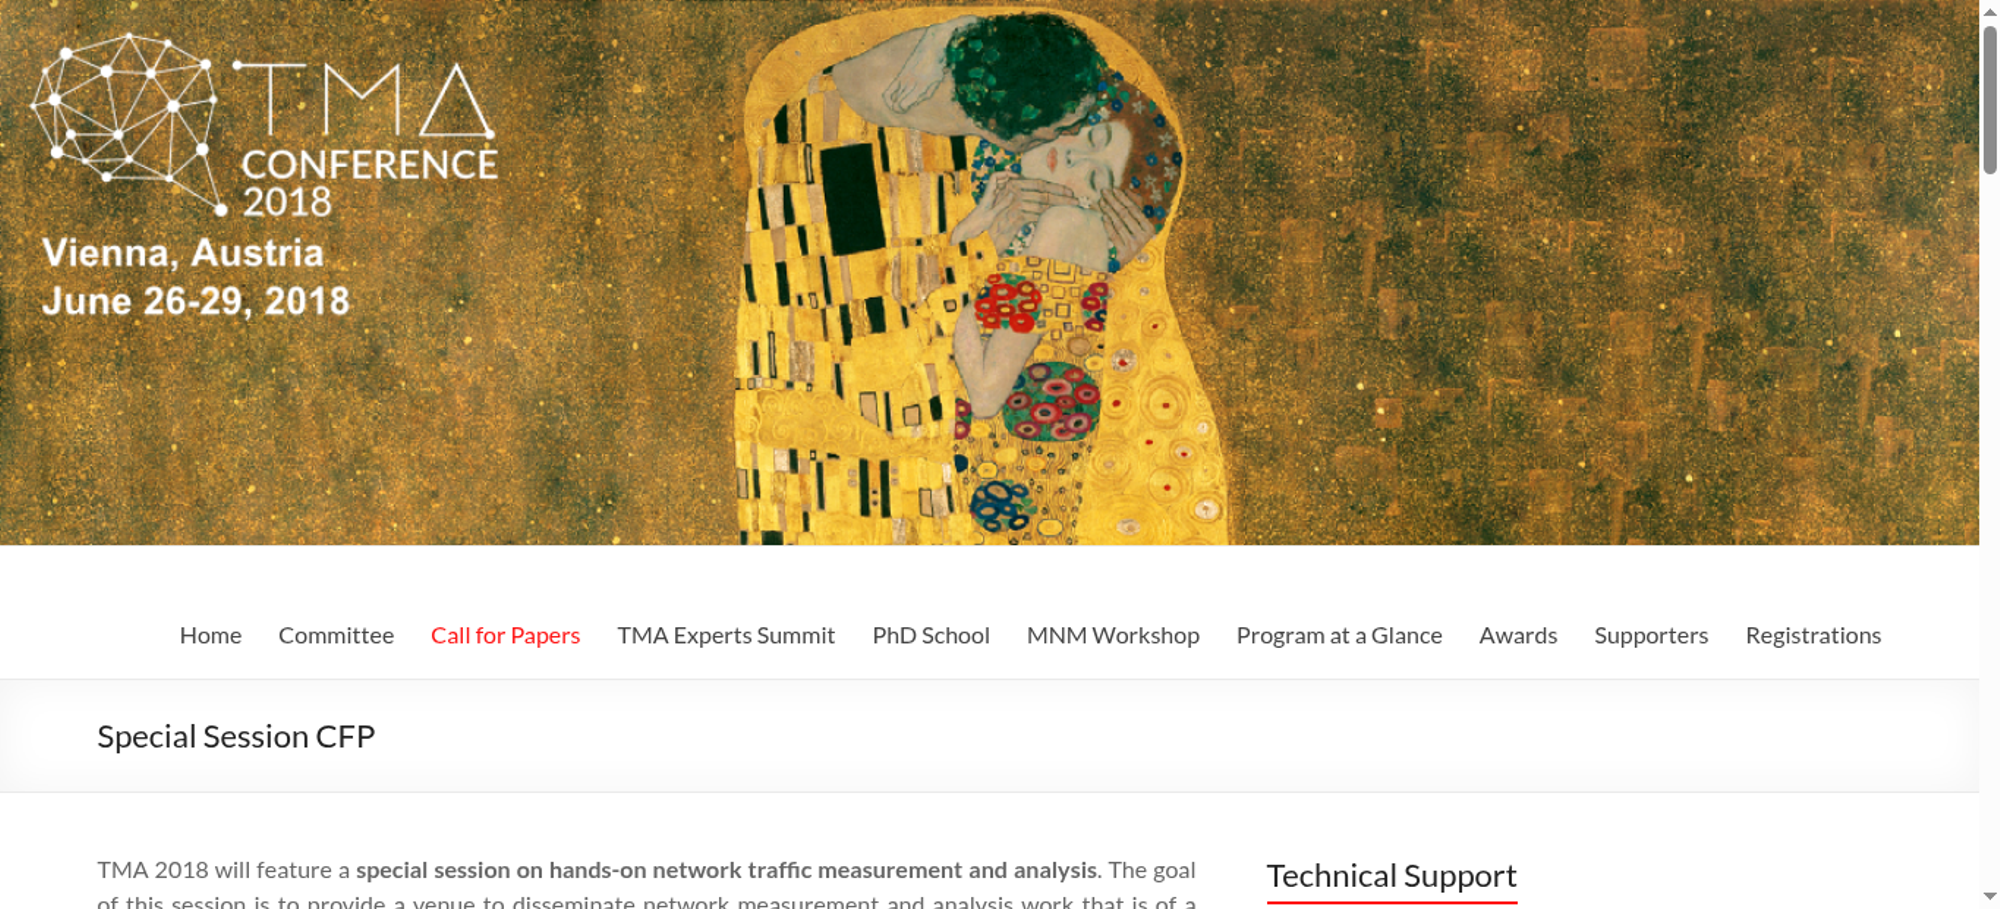 TMA
CONFERENCE
2018
Vienna, Austria
June 26-29, 2018
Home Committee Call for Papers TMA Experts Summit PhD School MNM Workshop Program at a Glance Awards Supporters Registrations
Special Session CFP
TMA 2018 will feature a special session on hands-on network traffic measurement and analysis. The goal
of this session is to provide a venue to disseminate network measurement and analysis work that is of a
Technical Support